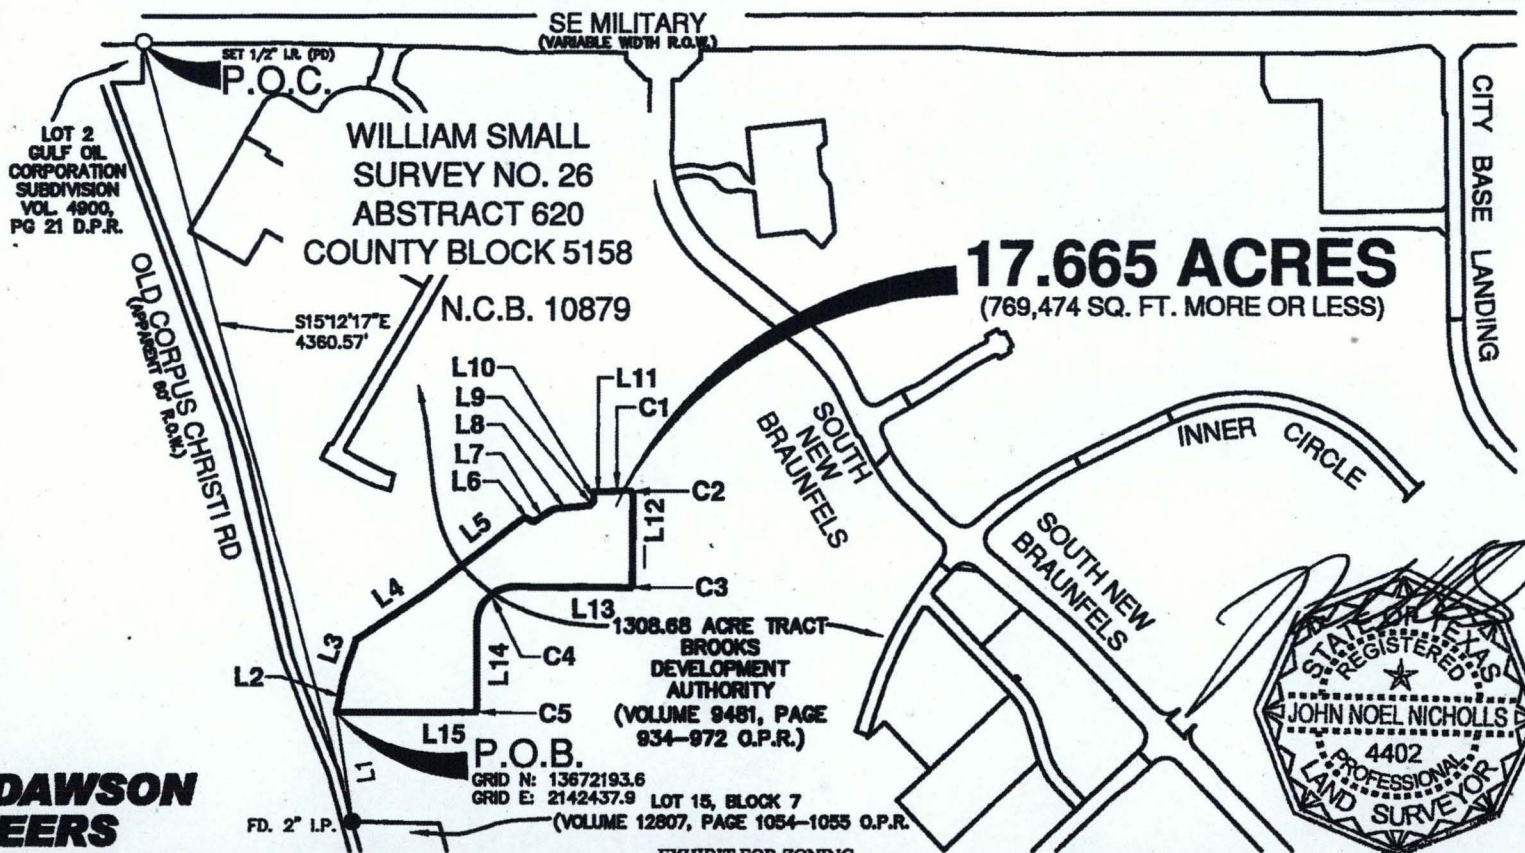 SE MILITARY
(VARIABLE WIDTH R.O.W.)
SET 1/2" I.R. (PD)
P.O.C.
LOT 2
GULF OIL
CORPORATION
SUBDIVISION
VOL. 4900,
PG 21 D.P.R.
WILLIAM SMALL
SURVEY NO. 26
ABSTRACT 620
COUNTY BLOCK 5158
N.C.B. 10879
CITY BASE LANDING
17.665 ACRES
(769,474 SQ. FT. MORE OR LESS)
OLD CORPUS CHRISTI RD
(APPARENT 60' R.O.W.)
S15°12'17"E
4360.57'
L10
L9
L8
L7
L6
L11
C1
C2
L12
L5
L4
L3
L2
C3
L13
L14
C4
C5
L15
L1
SOUTH
NEW
BRAUNFELS
INNER CIRCLE
SOUTH NEW
BRAUNFELS
1308.68 ACRE TRACT
BROOKS
DEVELOPMENT
AUTHORITY
(VOLUME 9481, PAGE
934-972 O.P.R.)
P.O.B.
GRID N: 13672193.6
GRID E: 2142437.9
LOT 15, BLOCK 7
(VOLUME 12807, PAGE 1054-1055 O.P.R.
FD. 2" I.P.
DAWSON
EERS
STATE OF TEXAS
REGISTERED
JOHN NOEL NICHOLLS
4402
PROFESSIONAL
LAND SURVEYOR
EXHIBIT FOR ZONING